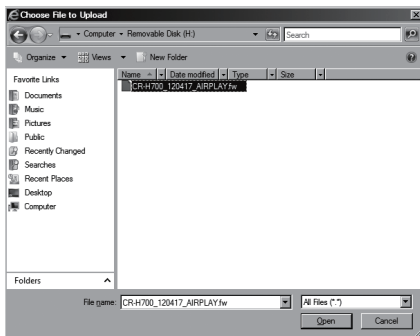 Choose File to Upload
Computer Removable Disk (H:)
Search
Organize Views New Folder
Favorite Links
Name Date modified Type Size
CR-H700_120417_AIRPLAY.fw
Documents
Music
Pictures
Public
Recently Changed
Searches
Recent Places
Desktop
Computer
Folders
File name: CR-H700_120417_AIRPLAY.fw All Files (*.*)
Open Cancel